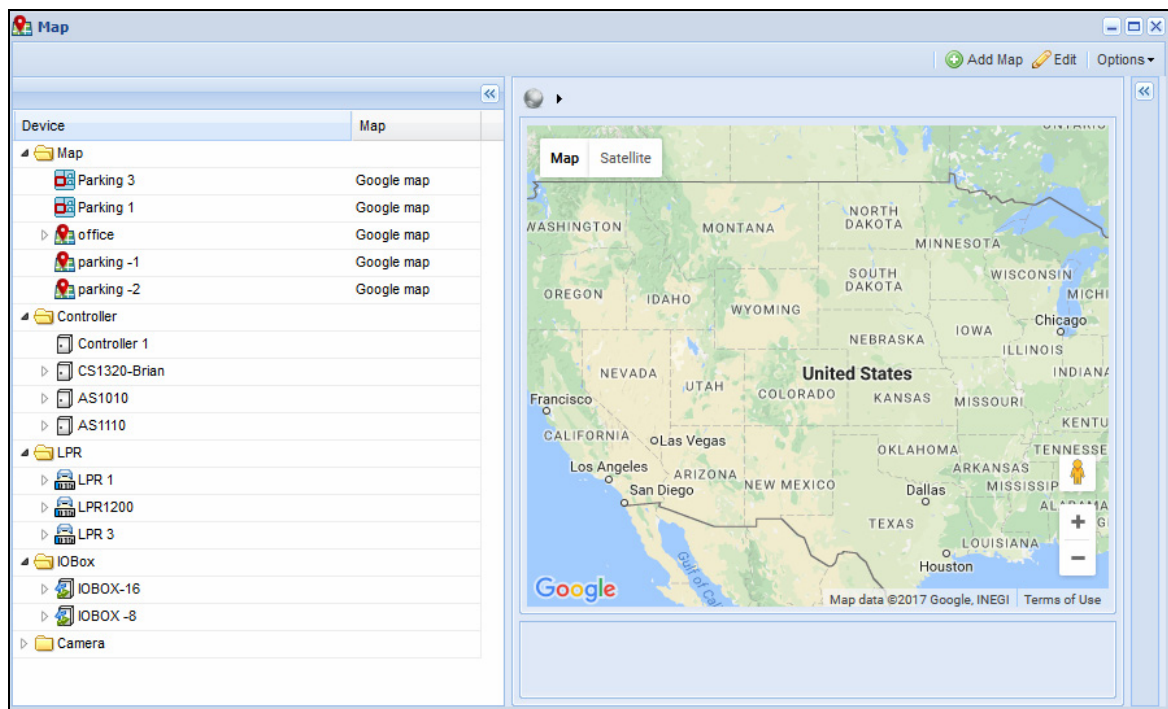 Map
Add Map Edit Options
Device Map
Map
Parking 3 Google map
Parking 1 Google map
office Google map
parking -1 Google map
parking -2 Google map
Controller
Controller 1
CS1320-Brian
AS1010
AS1110
LPR
LPR 1
LPR1200
LPR 3
IOBox
IOBOX-16
IOBOX -8
Camera
Map Satellite
ONTARIO
WASHINGTON
MONTANA
NORTH
DAKOTA
MINNESOTA
SOUTH
DAKOTA
WISCONSIN
MICHI
OREGON
IDAHO
WYOMING
Chicago
IOWA
NEBRASKA
ILLINOIS
INDIANA
NEVADA
UTAH
United States
COLORADO
KANSAS
MISSOURI
Francisco
KENTU
CALIFORNIA
Las Vegas
OKLAHOMA
TENNESSEE
Los Angeles
ARIZONA
NEW MEXICO
ARKANSAS
San Diego
Dallas
MISSISSIP
ALABAMA
TEXAS
G
LOUISIANA
Houston
Gulf of Ca
Google
Map data ©2017 Google, INEGI Terms of Use